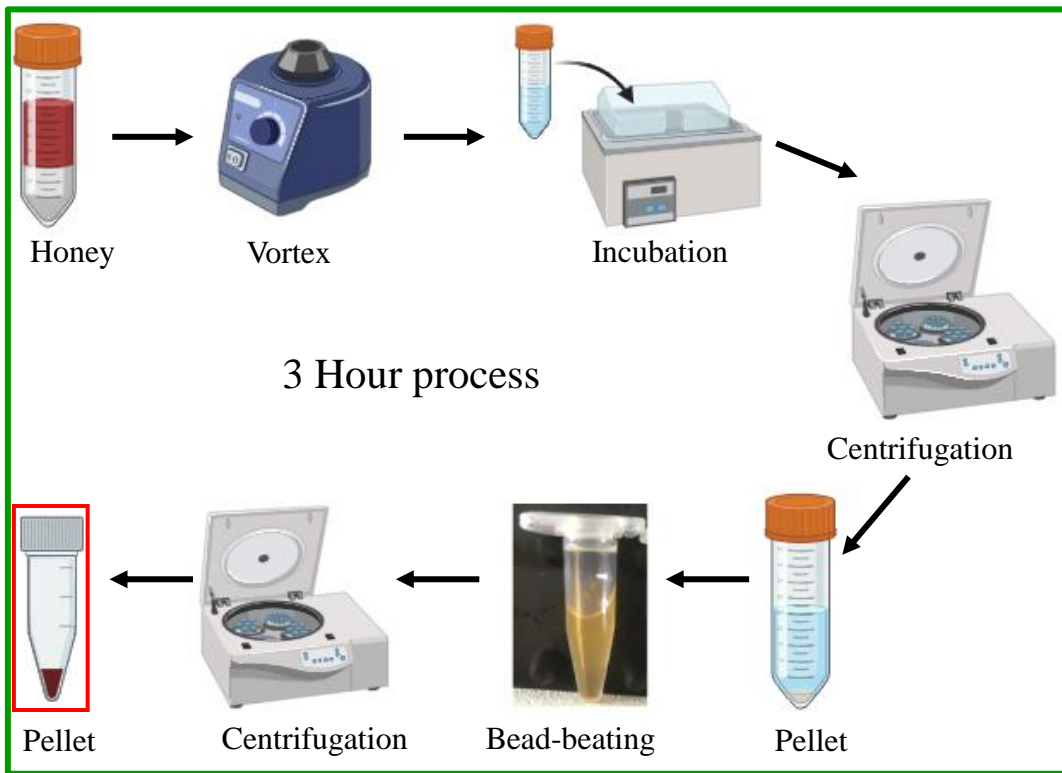 Honey
Vortex
Incubation
3 Hour process
Centrifugation
Pellet
Centrifugation
Bead-beating
Pellet